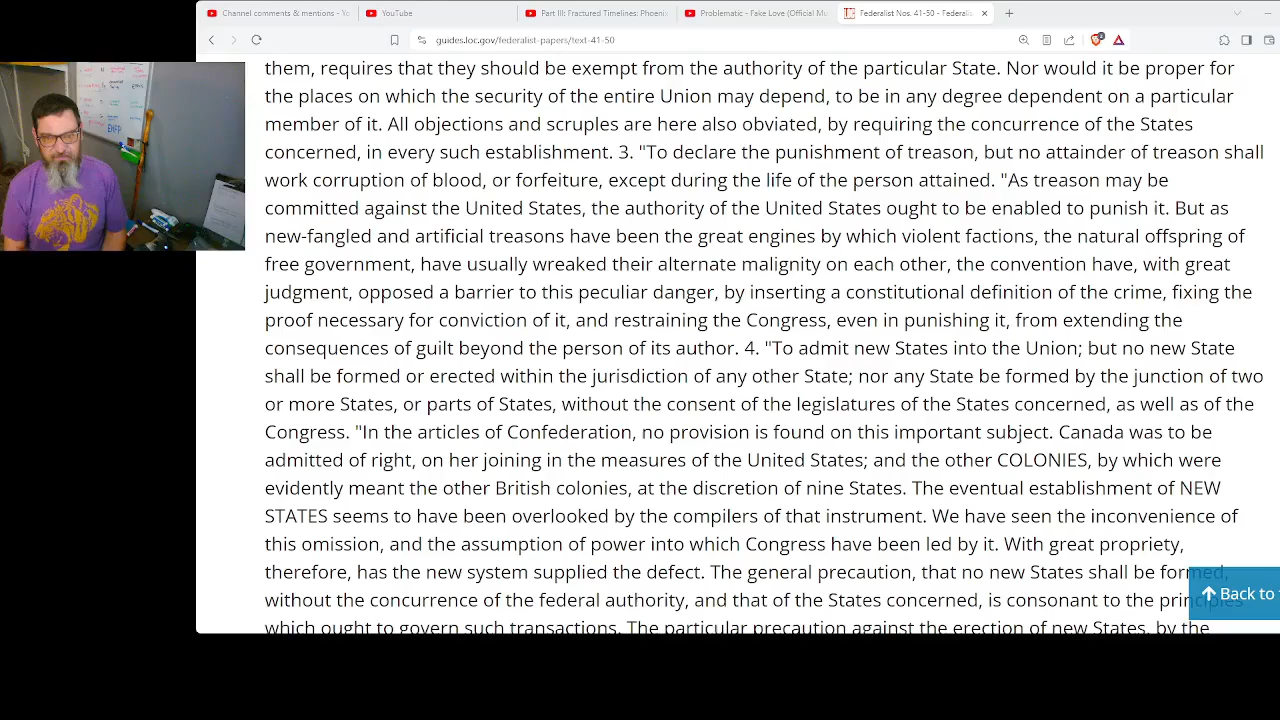 Channel comments & mentions - Yo
YouTube
Part III: Fractured Timelines: Phoeni
Problematic - Fake Love (Official Mu
Federalist Nos. 41-50 - Federalis
guides.loc.gov/federalist-papers/text-41-50
them, requires that they should be exempt from the authority of the particular State. Nor would it be proper for
the places on which the security of the entire Union may depend, to be in any degree dependent on a particular
member of it. All objections and scruples are here also obviated, by requiring the concurrence of the States
concerned, in every such establishment. 3. "To declare the punishment of treason, but no attainder of treason shall
work corruption of blood, or forfeiture, except during the life of the person attained. "As treason may be
committed against the United States, the authority of the United States ought to be enabled to punish it. But as
new-fangled and artificial treasons have been the great engines by which violent factions, the natural offspring of
free government, have usually wreaked their alternate malignity on each other, the convention have, with great
judgment, opposed a barrier to this peculiar danger, by inserting a constitutional definition of the crime, fixing the
proof necessary for conviction of it, and restraining the Congress, even in punishing it, from extending the
consequences of guilt beyond the person of its author. 4. "To admit new States into the Union; but no new State
shall be formed or erected within the jurisdiction of any other State; nor any State be formed by the junction of two
or more States, or parts of States, without the consent of the legislatures of the States concerned, as well as of the
Congress. "In the articles of Confederation, no provision is found on this important subject. Canada was to be
admitted of right, on her joining in the measures of the United States; and the other COLONIES, by which were
evidently meant the other British colonies, at the discretion of nine States. The eventual establishment of NEW
STATES seems to have been overlooked by the compilers of that instrument. We have seen the inconvenience of
this omission, and the assumption of power into which Congress have been led by it. With great propriety,
therefore, has the new system supplied the defect. The general precaution, that no new States shall be formed,
without the concurrence of the federal authority, and that of the States concerned, is consonant to the principles
Back to
which ought to govern such transactions. The particular precaution against the erection of new States, by the